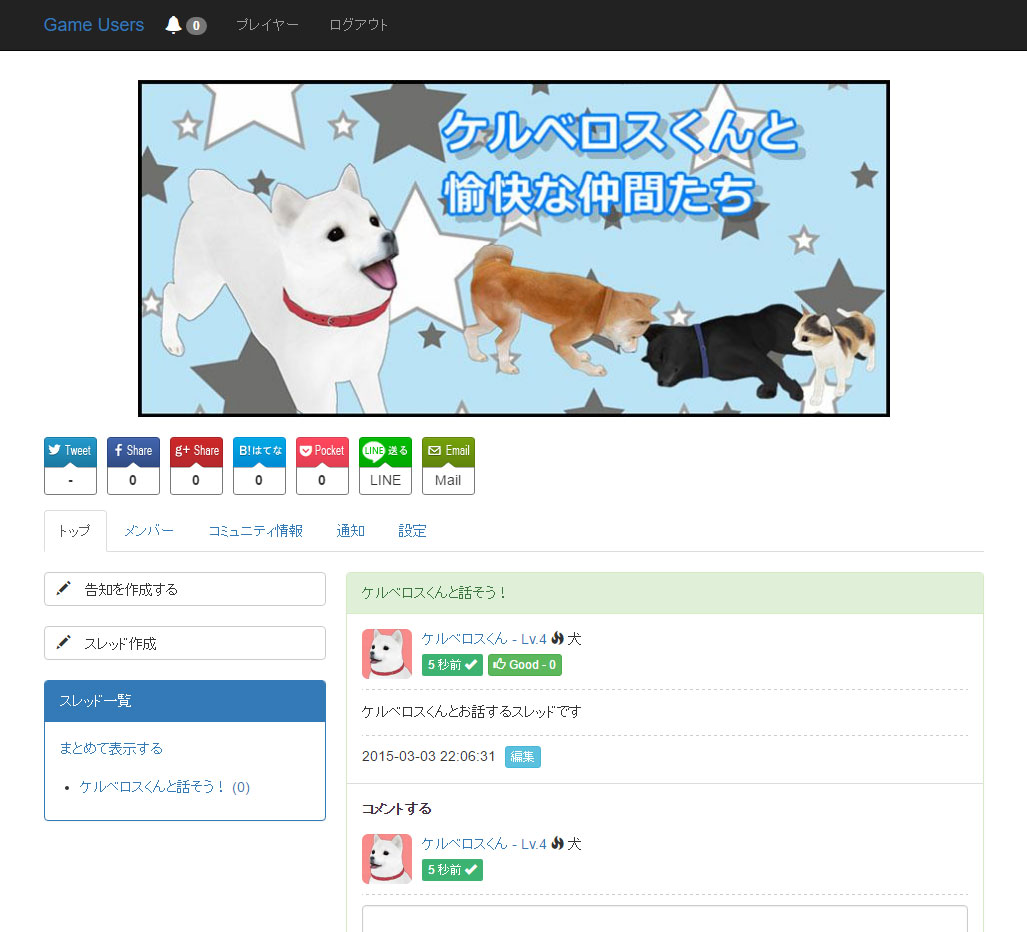 Game Users 0 プレイヤー ログアウト
ケルベロスくんと
愉快な仲間たち
Tweet Share g+ Share B!はてな Pocket LINE 送る Email
- 0 0 0 0 LINE Mail
トップ メンバー コミュニティ情報 通知 設定
告知を作成する
スレッド作成
スレッド一覧
まとめて表示する
• ケルベロスくんと話そう！ (0)
ケルベロスくんと話そう！
ケルベロスくん - Lv.4 犬
5 秒前 Good - 0
ケルベロスくんとお話するスレッドです
2015-03-03 22:06:31 編集
コメントする
ケルベロスくん - Lv.4 犬
5 秒前